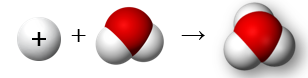 + + →